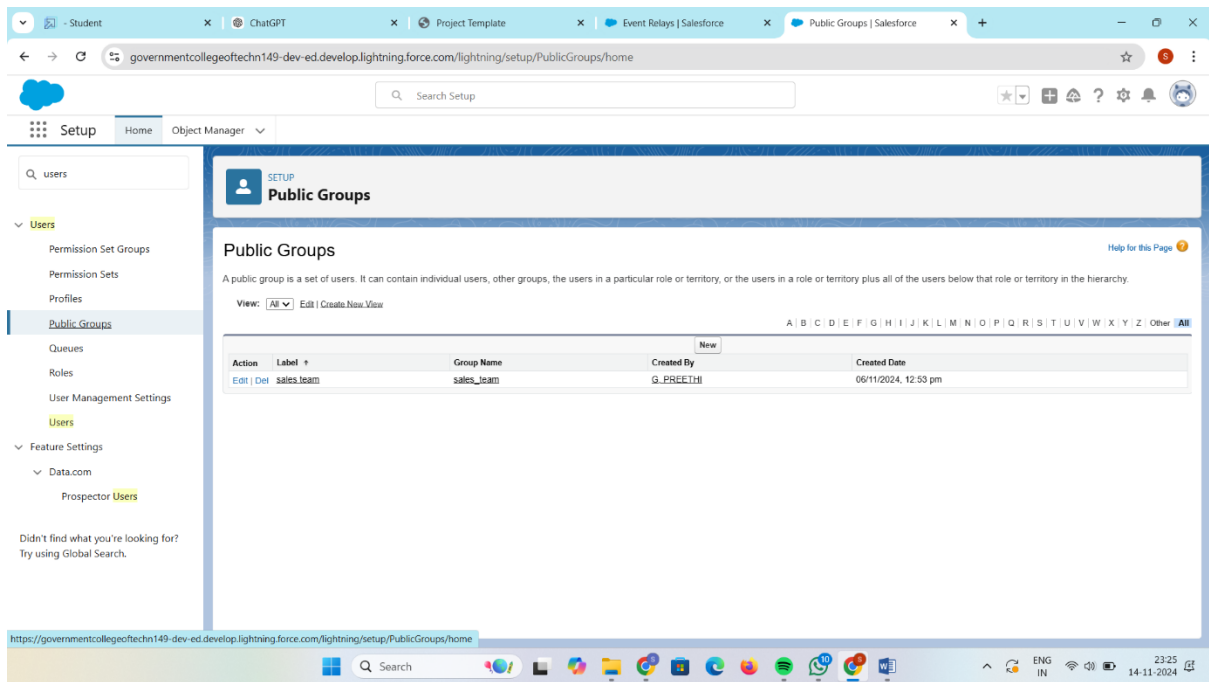 - Student
ChatGPT
Project Template
Event Relays | Salesforce
Public Groups | Salesforce
governmentcollegeoftechn149-dev-ed.develop.lightning.force.com/lightning/setup/PublicGroups/home
S
Search Setup
Setup
Home
Object Manager
users
SETUP
Public Groups
Users
Permission Set Groups
Permission Sets
Profiles
Public Groups
Queues
Roles
User Management Settings
Users
Feature Settings
Data.com
Prospector Users
Didn't find what you're looking for?
Try using Global Search.
Public Groups
Help for this Page
A public group is a set of users. It can contain individual users, other groups, the users in a particular role or territory, or the users in a role or territory plus all of the users below that role or territory in the hierarchy.
View: All Edit | Create New View
A | B | C | D | E | F | G | H | I | J | K | L | M | N | O | P | Q | R | S | T | U | V | W | X | Y | Z | Other All
New
Action Label Group Name Created By Created Date
Edit | Del sales team sales_team G. PREETHI 06/11/2024, 12:53 pm
https://governmentcollegeoftechn149-dev-ed.develop.lightning.force.com/lightning/setup/PublicGroups/home
Search
10
ENG
IN
23:25
14-11-2024